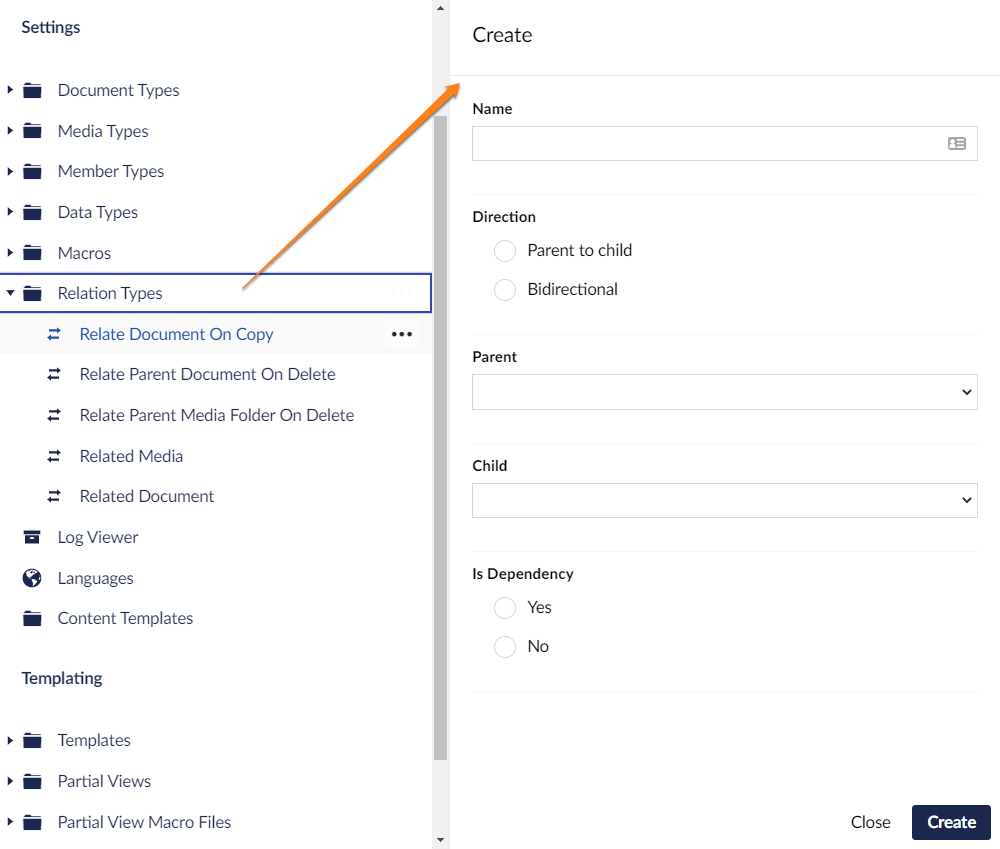 Settings
Document Types
Media Types
Member Types
Data Types
Macros
Relation Types
Relate Document On Copy
Relate Parent Document On Delete
Relate Parent Media Folder On Delete
Related Media
Related Document
Log Viewer
Languages
Content Templates
Templating
Templates
Partial Views
Partial View Macro Files
Create
Name
Direction
Parent to child
Bidirectional
Parent
Child
Is Dependency
Yes
No
Close
Create